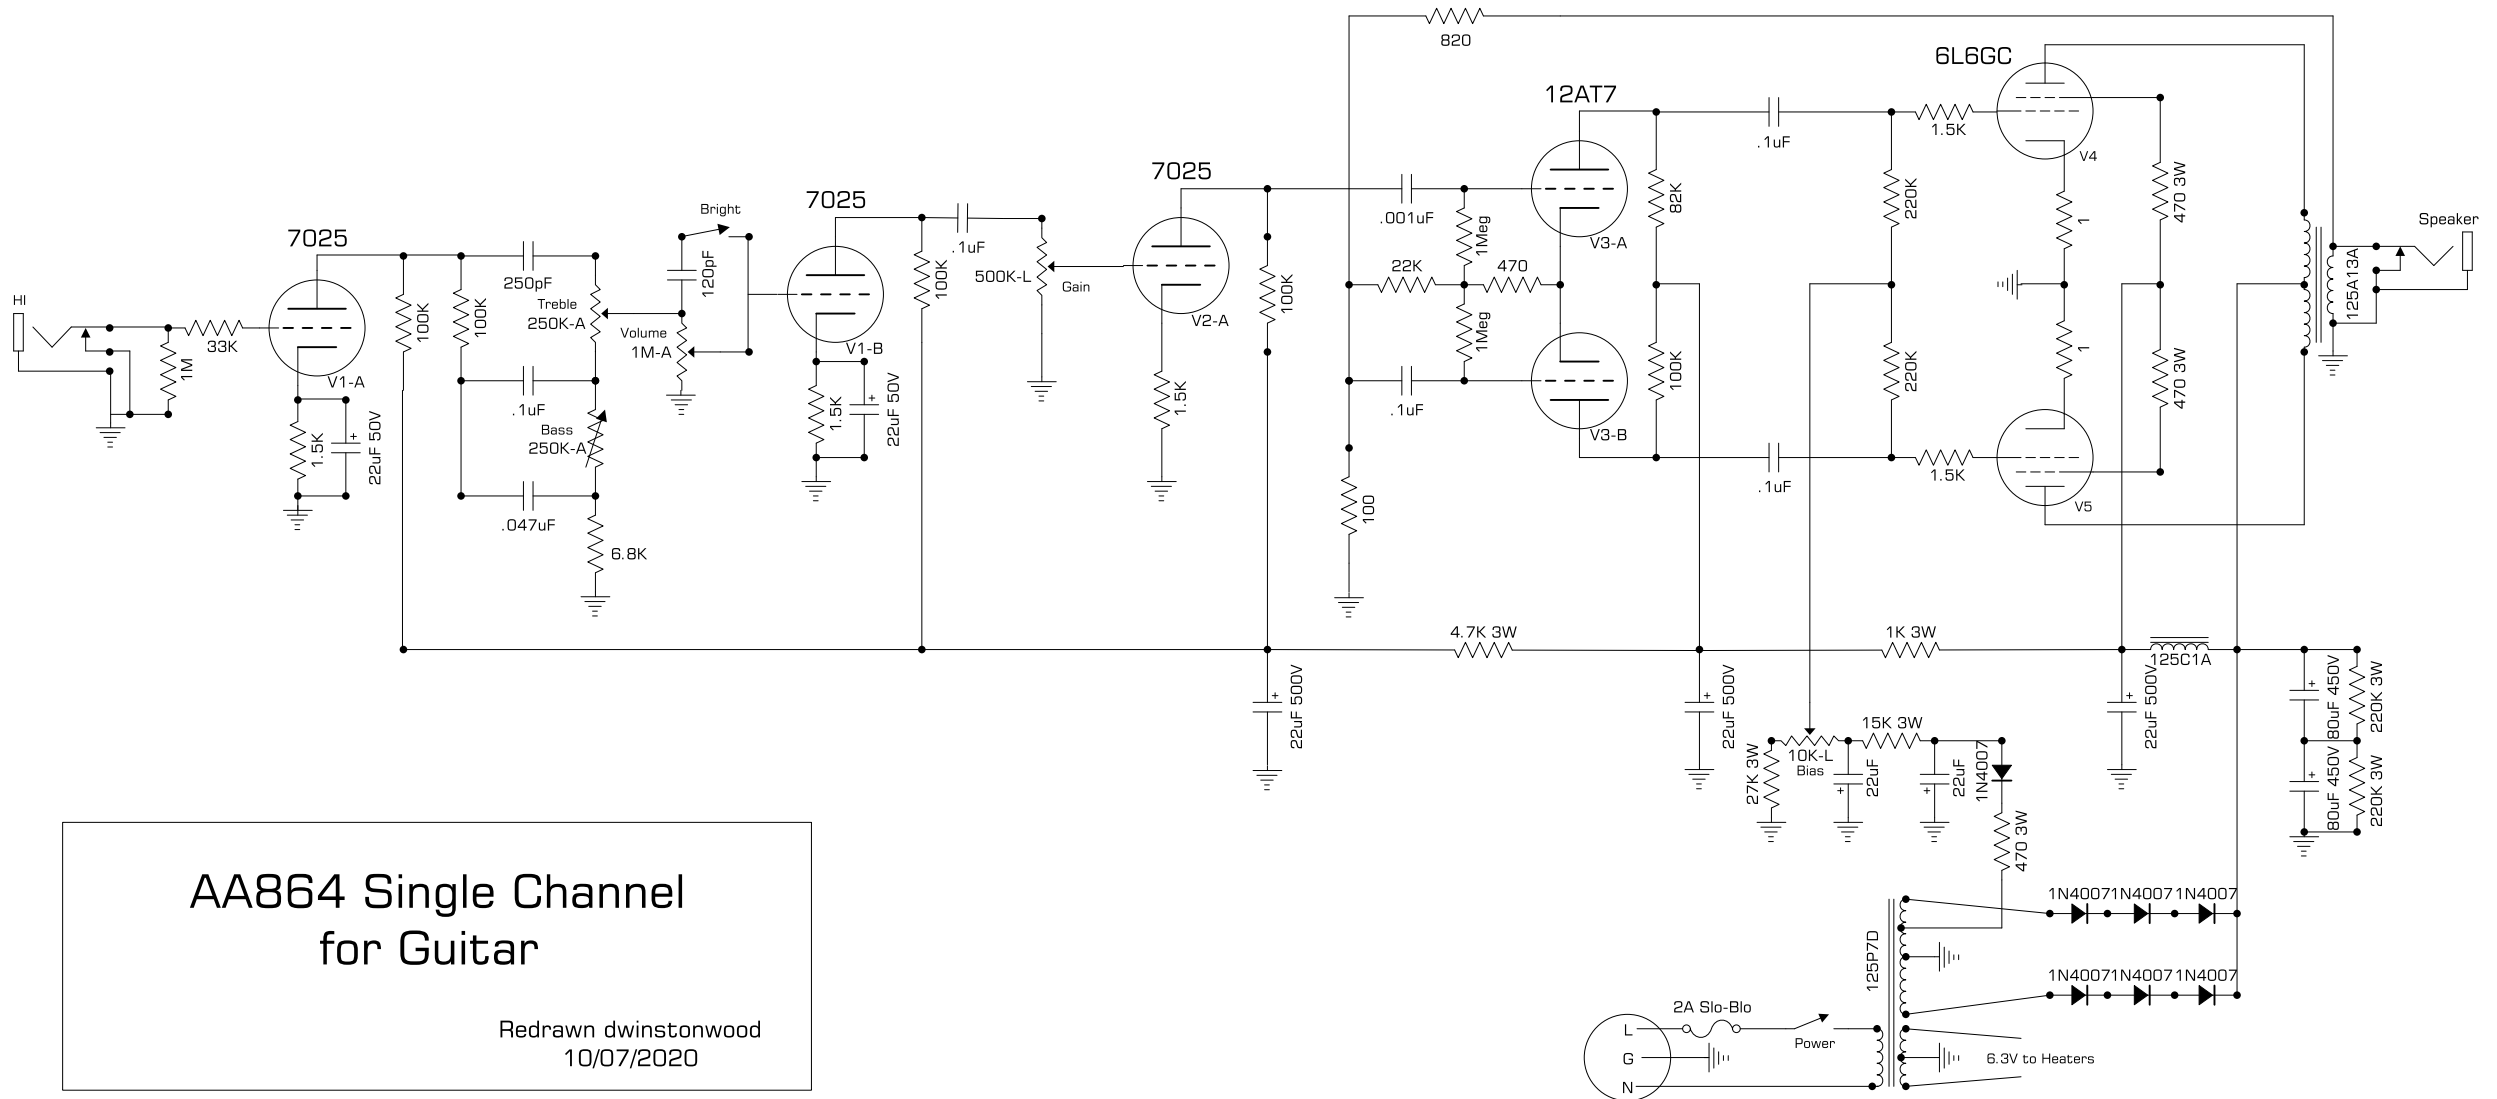 820
6L6GC
12AT7
1.5K
.1uF
V4
7025
470 3W
82K
220K
7025
Bright
1
Speaker
.001uF
1Meg
7025
120pF
.1uF
V3-A
100K
500K-L
Gain
100K
22K
470
125A13A
HI
250pF
Treble
250K-A
100K
100K
Volume
1M-A
V2-A
33K
1M
V1-B
1Meg
1
V1-A
100K
220K
470 3W
.1uF
Bass
250K-A
1.5K
22uF 50V
1.5K
.1uF
V3-B
1.5K
22uF 50V
.1uF
1.5K
V5
.047uF
100
6.8K
4.7K 3W
1K 3W
125C1A
22uF 500V
22uF 500V
22uF 500V
80uF 450V
220K 3W
15K 3W
10K-L
Bias
27K 3W
22uF
22uF
1N4007
80uF 450V
220K 3W
470 3W
AA864 Single Channel
for Guitar
1N4007 1N4007 1N4007
125P7D
1N4007 1N4007 1N4007
2A Slo-Blo
Redrawn dwinstonwood
10/07/2020
L
Power
G
6.3V to Heaters
N